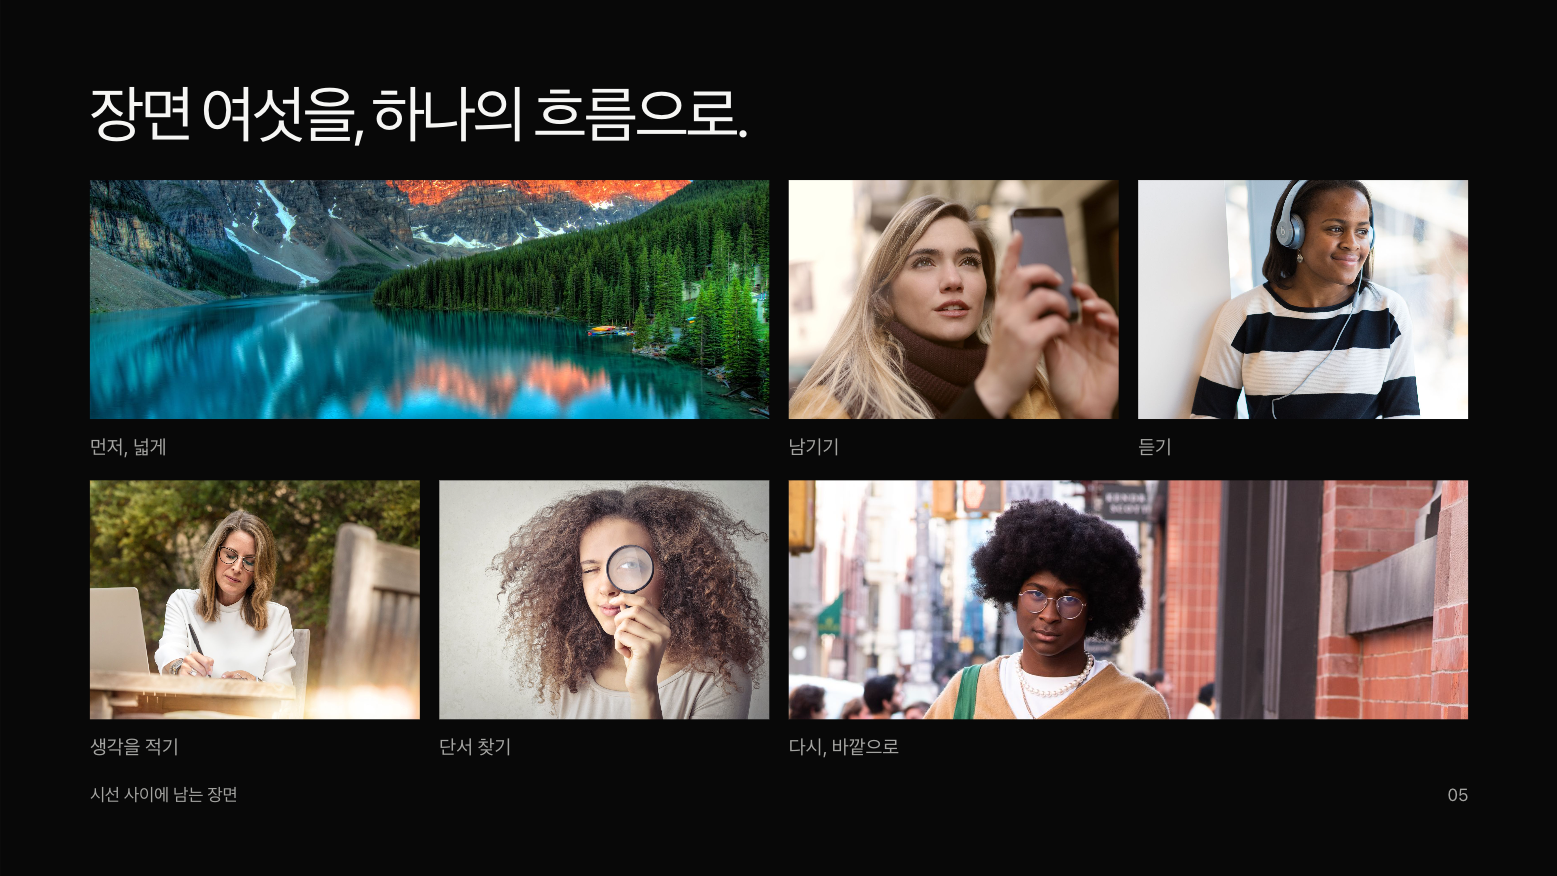 장면 여섯을, 하나의 흐름으로.
먼저, 넓게
남기기
듣기
생각을 적기
단서 찾기
다시, 바깥으로
시선 사이에 남는 장면
05